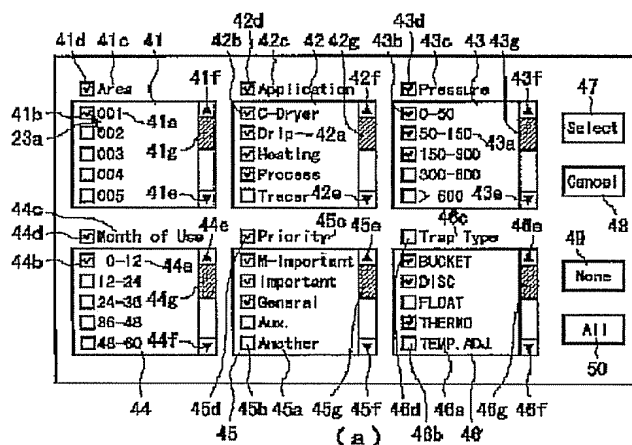 42d 43d
41d 41c 41 42b 42c 42 42g 43b 43c 43 43g
Area 41f Application 42f Pressure 43f 47
41b 001 41a C-Dryer 0-50 Select
23a 002 41g Drip 42a 50-150 43a
003 Heating 150-300 Cancel
004 Process 300-600
005 41e Tracer 42e > 600 43e 48
44c 45c 46c
44d Month of Use 44e Priority 45e Trap Type 46e 49
44b 0-12 44a M-Important BUCKET None
12-24 Important DISC
44g 24-36 General FLOAT
36-48 Aux. THERMO All
48-60 44f Another TEMP. ADJ. 50
44 45d 45b 45a 45g 45f 46d 46a 46g 46f
45 46b 46
(a)